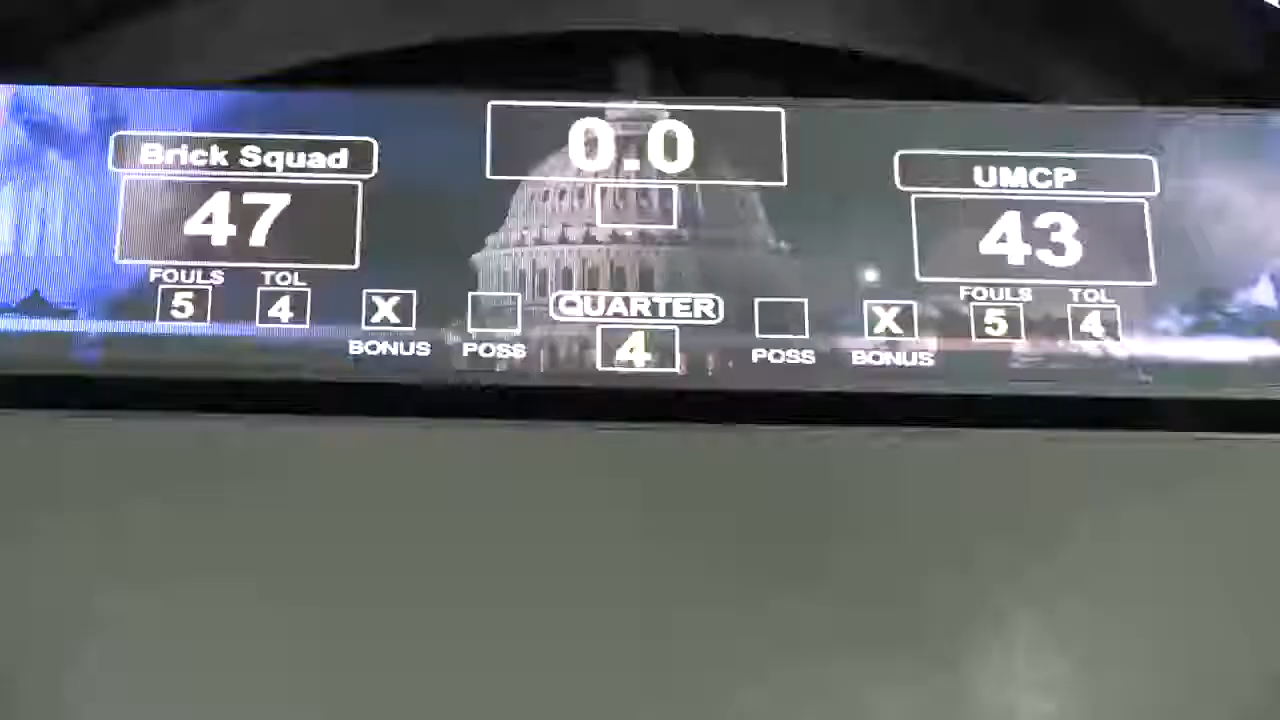 0.0
Brick Squad
UMCP
47
43
FOULS TOL
5 4 X
BONUS POSS
QUARTER
4
FOULS TOL
X 5 4
POSS BONUS